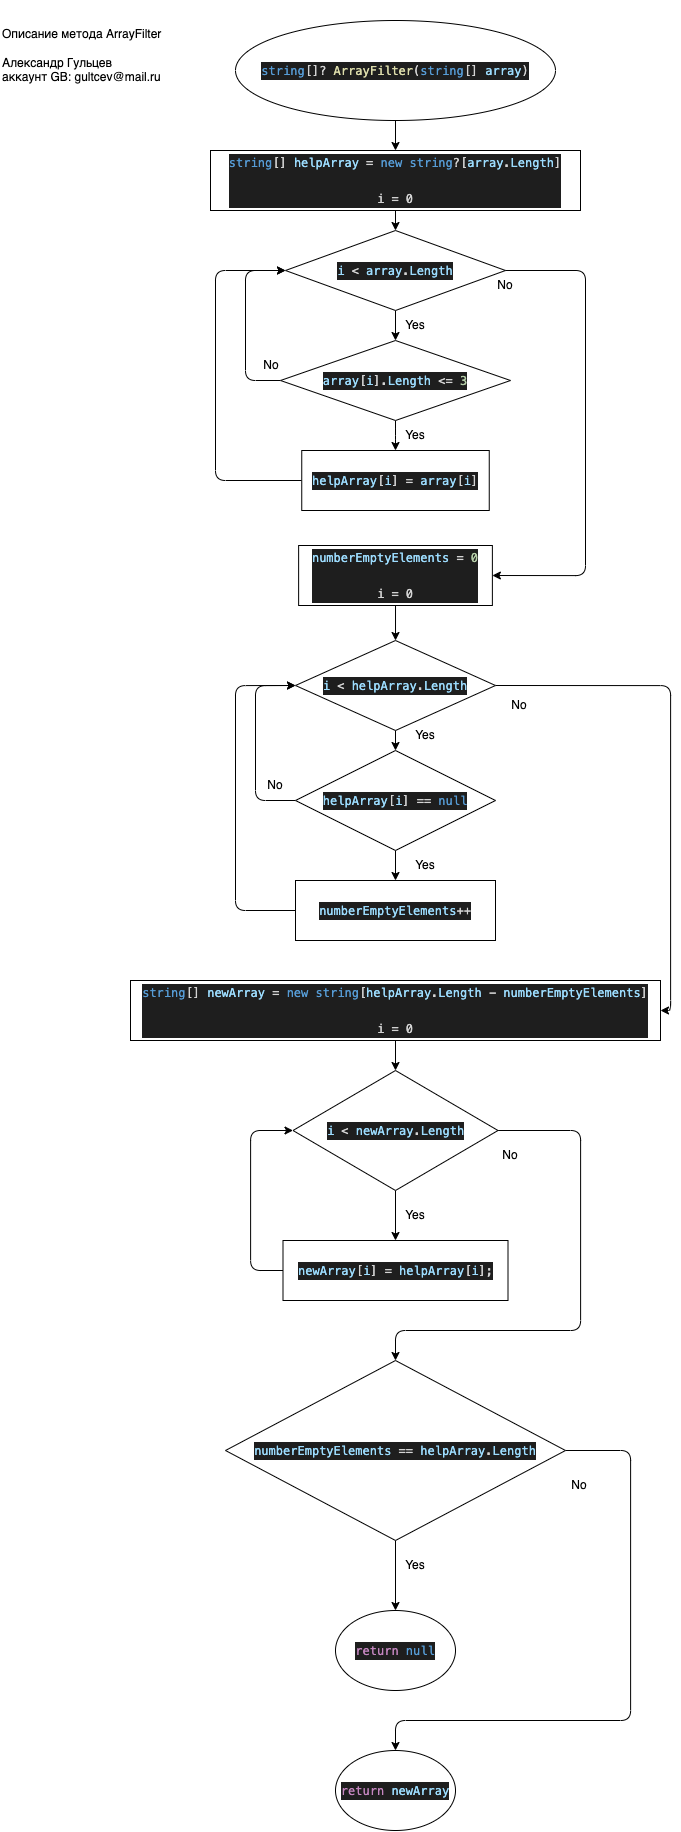 Описание метода ArrayFilter
Александр Гульцев
аккаунт GB: gultcev@mail.ru
string[]? ArrayFilter(string[] array)
string[] helpArray = new string?[array.Length]
i = 0
i < array.Length
No
Yes
No
array[i].Length <= 3
Yes
helpArray[i] = array[i]
numberEmptyElements = 0
i = 0
i < helpArray.Length
No
Yes
No
helpArray[i] == null
Yes
numberEmptyElements++
string[] newArray = new string[helpArray.Length - numberEmptyElements]
i = 0
i < newArray.Length
No
Yes
newArray[i] = helpArray[i];
numberEmptyElements == helpArray.Length
No
Yes
return null
return newArray